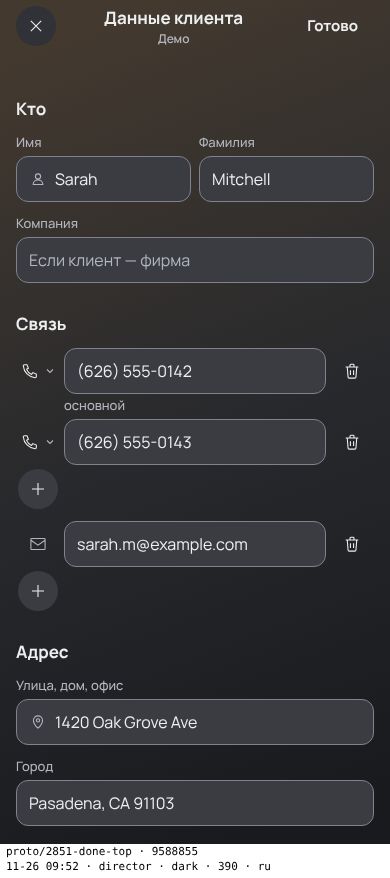 Данные клиента
Демо
Готово
Кто
Имя
Фамилия
Sarah
Mitchell
Компания
Если клиент — фирма
Связь
(626) 555-0142
основной
(626) 555-0143
sarah.m@example.com
Адрес
Улица, дом, офис
1420 Oak Grove Ave
Город
Pasadena, CA 91103
proto/2851-done-top · 9588855
11-26 09:52 · director · dark · 390 · ru